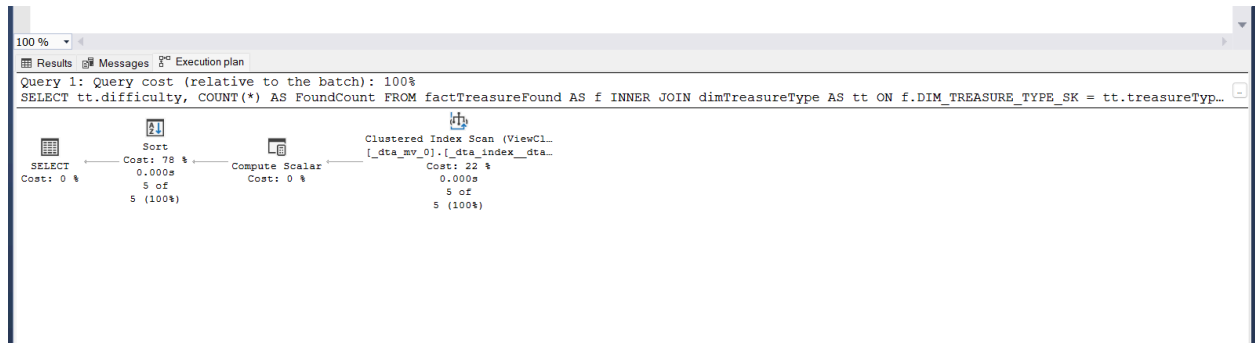 100 %
Results Messages Execution plan
Query 1: Query cost (relative to the batch): 100%
SELECT tt.difficulty, COUNT(*) AS FoundCount FROM factTreasureFound AS f INNER JOIN dimTreasureType AS tt ON f.DIM_TREASURE_TYPE_SK = tt.treasureTyp…
SELECT
Cost: 0 %
Sort
Cost: 78 %
0.000s
5 of
5 (100%)
Compute Scalar
Cost: 0 %
Clustered Index Scan (ViewCl…
[_dta_mv_0].[_dta_index__dta…
Cost: 22 %
0.000s
5 of
5 (100%)